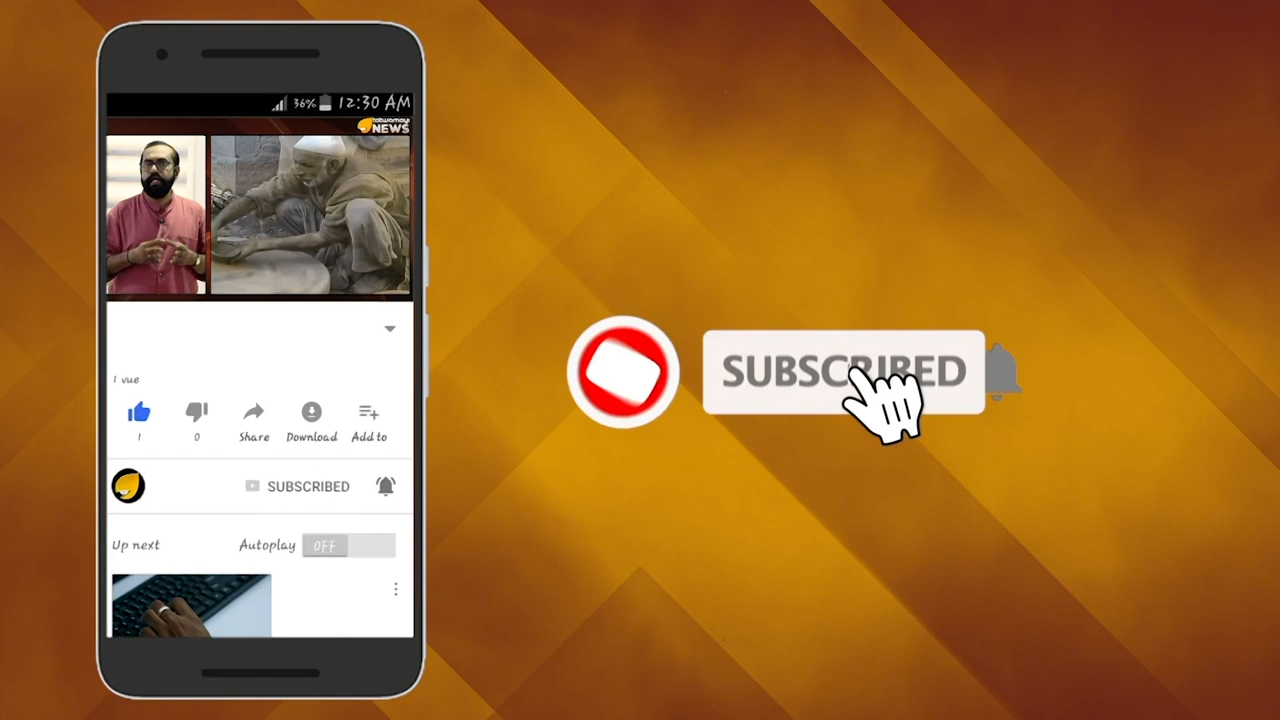 36% 12:30 AM
tatwamayi
NEWS
1 vue
1
0
Share
Download
Add to
SUBSCRIBED
Up next
Autoplay
OFF
SUBSCRIBED